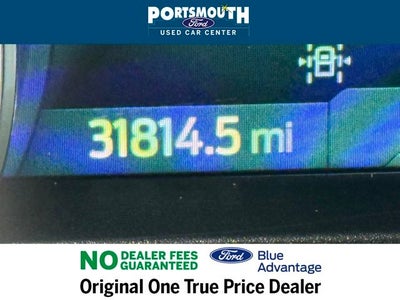 PORTSMOUTH
Ford
USED CAR CENTER
31814.5 mi
NO DEALER FEES
GUARANTEED
Ford
Blue
Advantage
Original One True Price Dealer